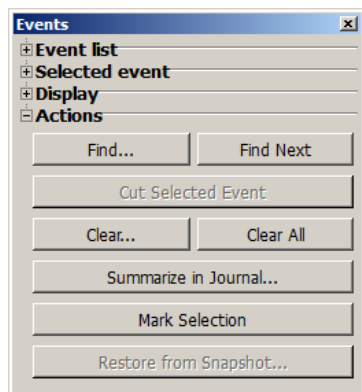 Events
Event list
Selected event
Display
Actions
Find... Find Next
Cut Selected Event
Clear... Clear All
Summarize in Journal...
Mark Selection
Restore from Snapshot...